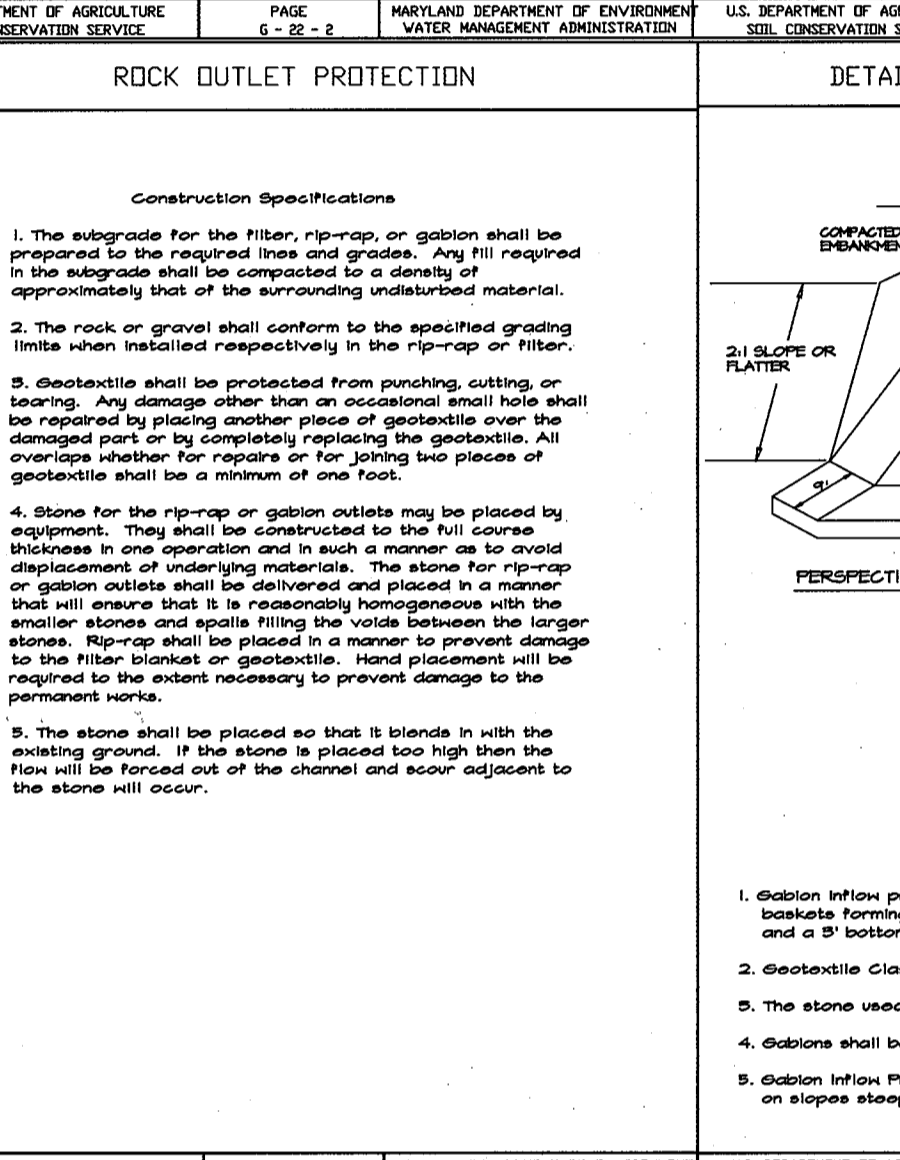 TMENT OF AGRICULTURE
NSERVATION SERVICE
PAGE
G - 22 - 2
MARYLAND DEPARTMENT OF ENVIRONMENT
WATER MANAGEMENT ADMINISTRATION
U.S. DEPARTMENT OF AG
SOIL CONSERVATION S
ROCK OUTLET PROTECTION
Construction Specifications
1. The subgrade for the filter, rip-rap, or gabion shall be
prepared to the required lines and grades. Any fill required
in the subgrade shall be compacted to a density of
approximately that of the surrounding undisturbed material.
2. The rock or gravel shall conform to the specified grading
limits when installed respectively in the rip-rap or filter.
3. Geotextile shall be protected from punching, cutting, or
tearing. Any damage other than an occasional small hole shall
be repaired by placing another piece of geotextile over the
damaged part or by completely replacing the geotextile. All
overlaps whether for repairs or for joining two pieces of
geotextile shall be a minimum of one foot.
4. Stone for the rip-rap or gabion outlets may be placed by
equipment. They shall be constructed to the full course
thickness in one operation and in such a manner as to avoid
displacement of underlying materials. The stone for rip-rap
or gabion outlets shall be delivered and placed in a manner
that will ensure that it is reasonably homogeneous with the
smaller stones and spalls filling the voids between the larger
stones. Rip-rap shall be placed in a manner to prevent damage
to the filter blanket or geotextile. Hand placement will be
required to the extent necessary to prevent damage to the
permanent works.
5. The stone shall be placed so that it blends in with the
existing ground. If the stone is placed too high then the
flow will be forced out of the channel and scour adjacent to
the stone will occur.
DETAI
COMPACTED
EMBANKMEN
2:1 SLOPE OR
FLATTER
9'
PERSPECTI
1. Gabion Inflow p
baskets forming
and a 3' bottom
2. Geotextile Cla
3. The stone used
4. Gabions shall b
5. Gabion Inflow P
on slopes steep